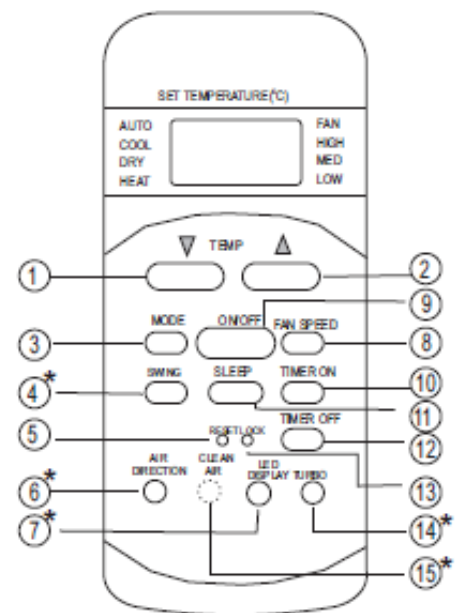 SET TEMPERATURE(°C)
AUTO FAN
COOL HIGH
DRY MED
HEAT LOW
TEMP
1 2
9
MODE ON/OFF FAN SPEED
3 8
SWING SLEEP TIMER ON
4* 10
11
RESET LOCK TIMER OFF
5 12
AIR DIRECTION CLEAN AIR LED DISPLAY TURBO
13
6*
7* 14*
15*